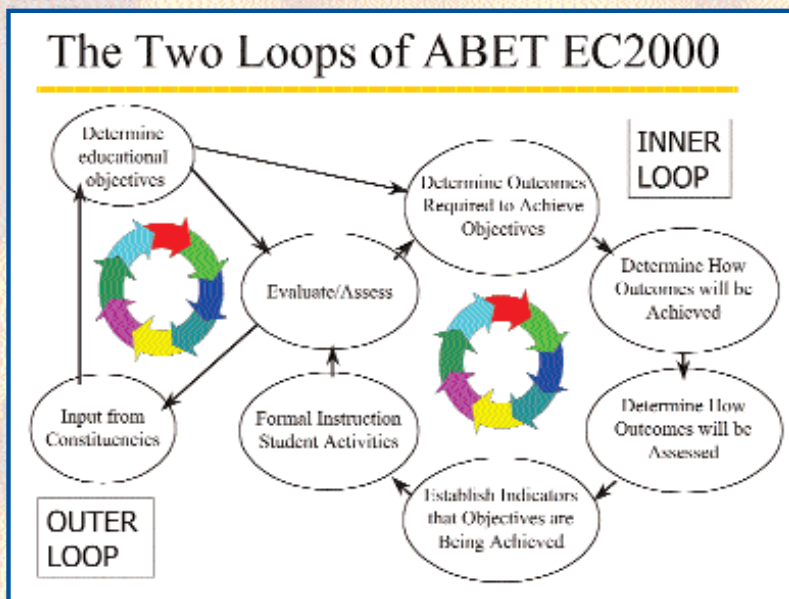 The Two Loops of ABET EC2000
Determine
educational
objectives
INNER
LOOP
Determine Outcomes
Required to Achieve
Objectives
Evaluate/Assess
Determine How
Outcomes will be
Achieved
Input from
Constituencies
Formal Instruction
Student Activities
Determine How
Outcomes will be
Assessed
Establish Indicators
that Objectives are
Being Achieved
OUTER
LOOP